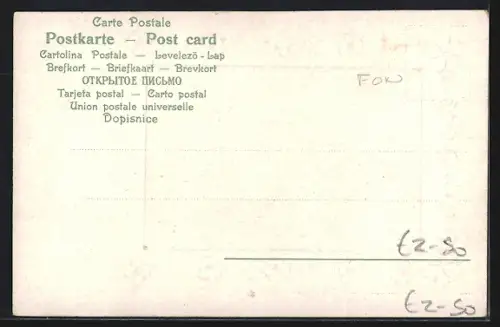 Carte Postale
Postkarte — Post card
Cartolina Postale — Levelező-Lap
Brefkort — Briefkaart — Brevkort
ОТКРЫТОЕ ПИСЬМО
Tarjeta postal — Carto postal
Union postale universelle
Dopisnice
FOW
£2-50
£2-50